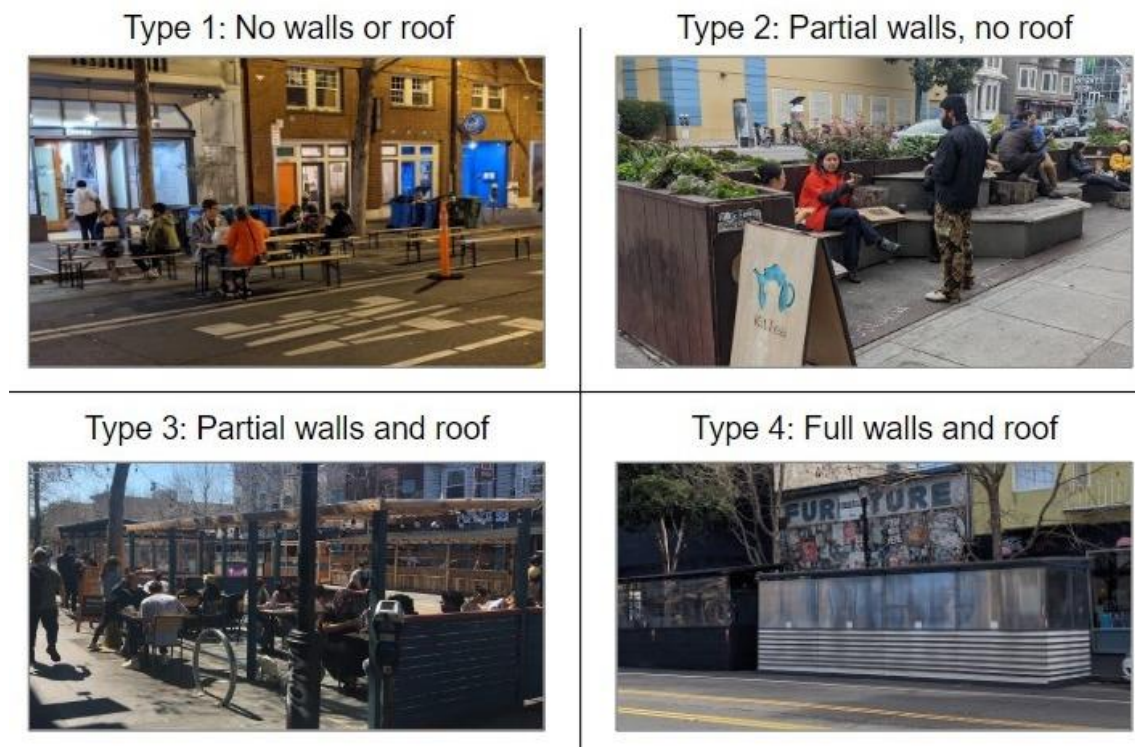 Type 1: No walls or roof
Type 2: Partial walls, no roof
Type 3: Partial walls and roof
Type 4: Full walls and roof
FUR TURE